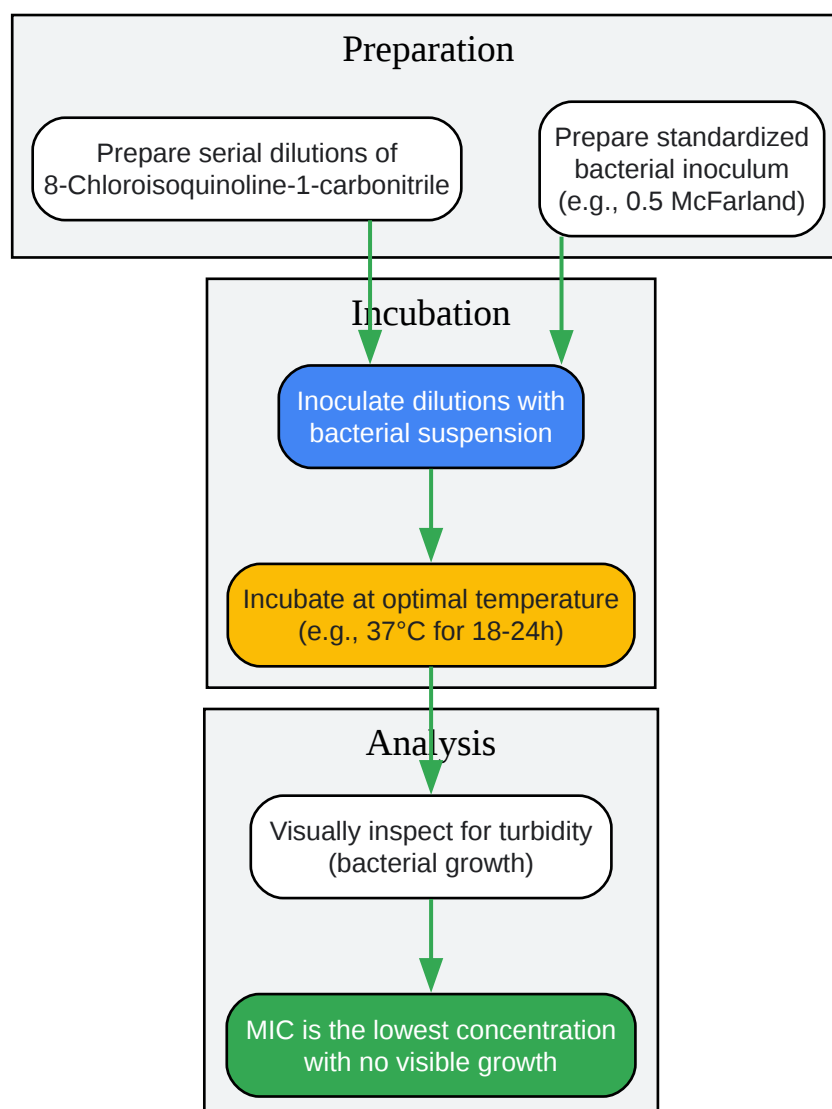 Preparation
Prepare serial dilutions of
8-Chloroisoquinoline-1-carbonitrile
Prepare standardized
bacterial inoculum
(e.g., 0.5 McFarland)
Incubation
Inoculate dilutions with
bacterial suspension
Incubate at optimal temperature
(e.g., 37°C for 18-24h)
Analysis
Visually inspect for turbidity
(bacterial growth)
MIC is the lowest concentration
with no visible growth